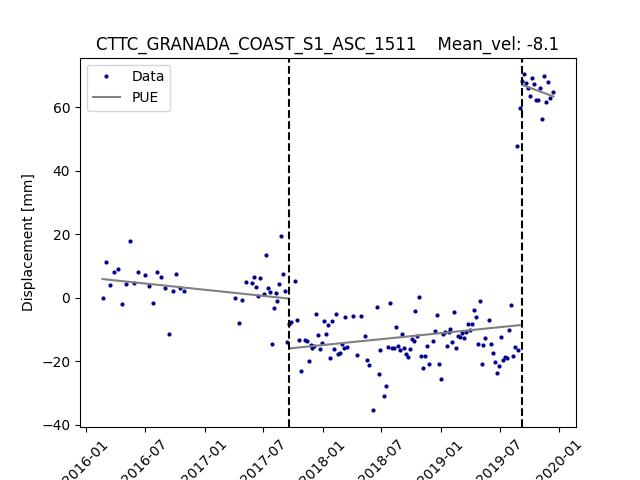 CTTC_GRANADA_COAST_S1_ASC_1511    Mean_vel: -8.1
Data
PUE
Displacement [mm]
60
40
20
0
−20
−40
2016-01 2016-07 2017-01 2017-07 2018-01 2018-07 2019-01 2019-07 2020-01